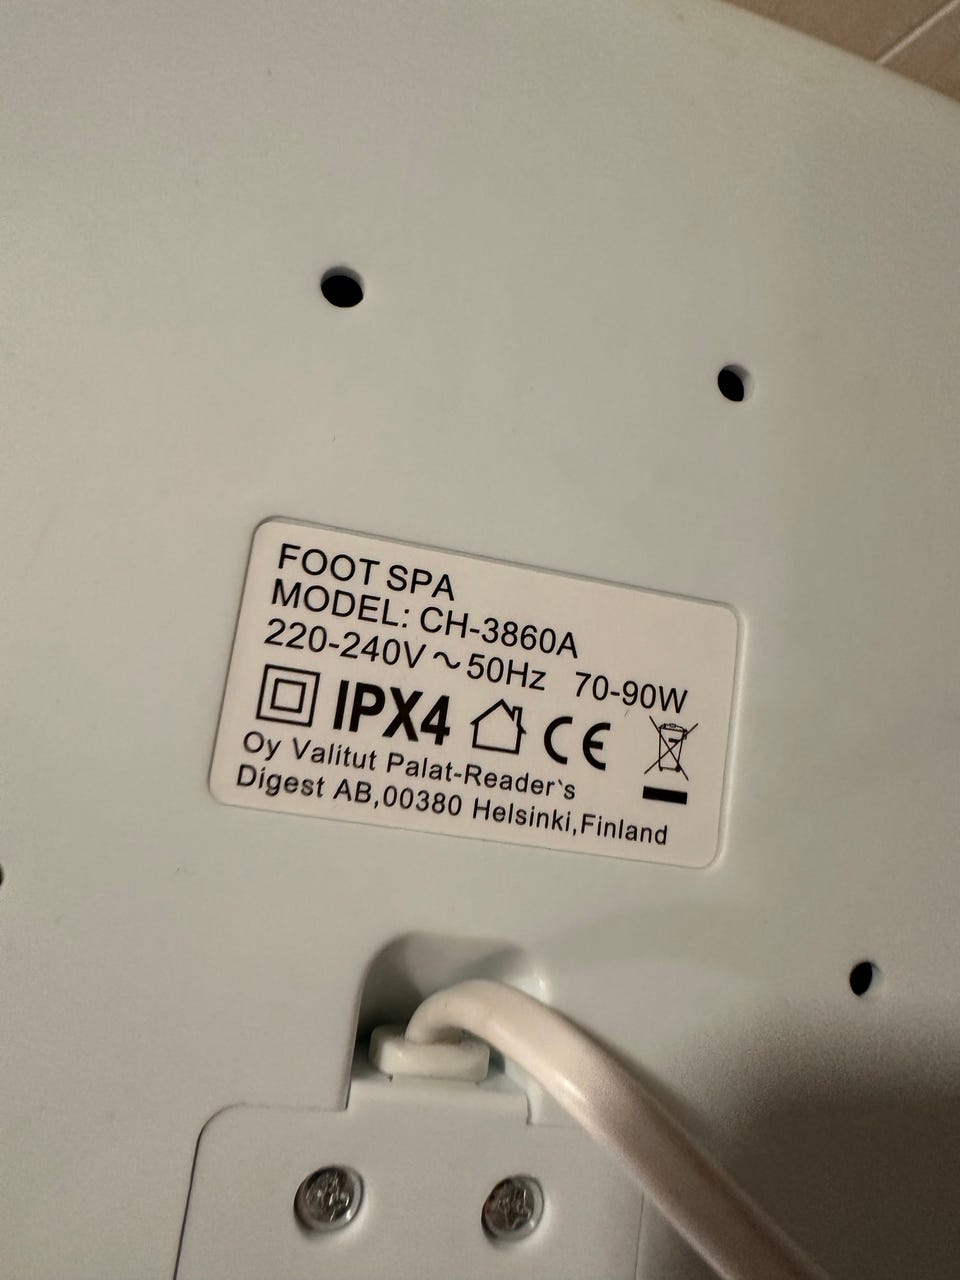 FOOT SPA
MODEL: CH-3860A
220-240V ~ 50Hz 70-90W
IPX4 CE
Oy Valitut Palat-Reader`s
Digest AB,00380 Helsinki,Finland